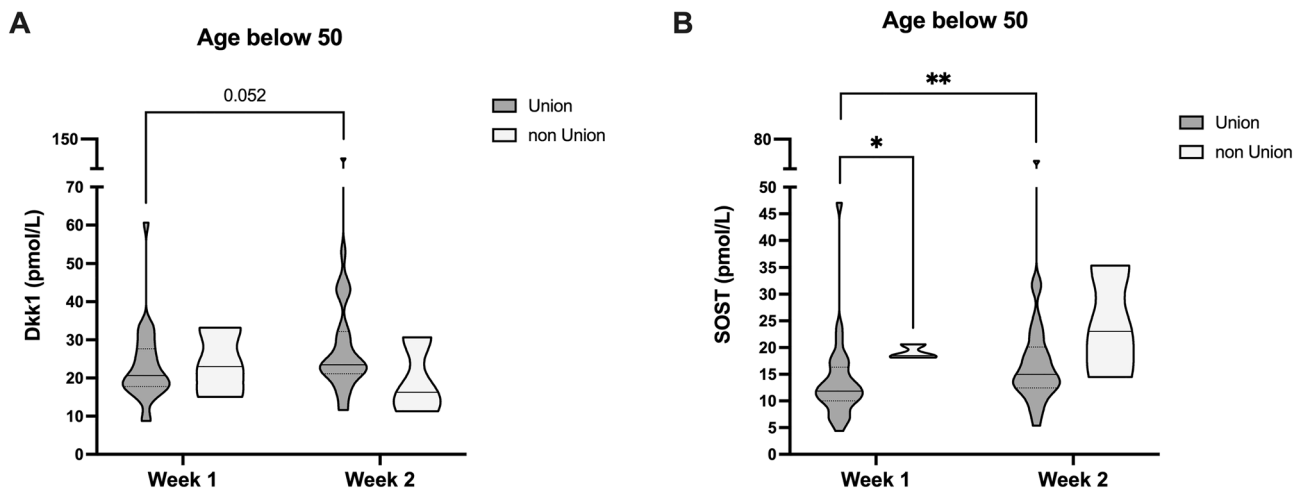 A
Age below 50
0.052
Union
non Union
150
70
60
50
40
30
20
10
0
Dkk1 (pmol/L)
Week 1
Week 2
B
Age below 50
**
*
Union
non Union
80
50
45
40
35
30
25
20
15
10
5
0
SOST (pmol/L)
Week 1
Week 2